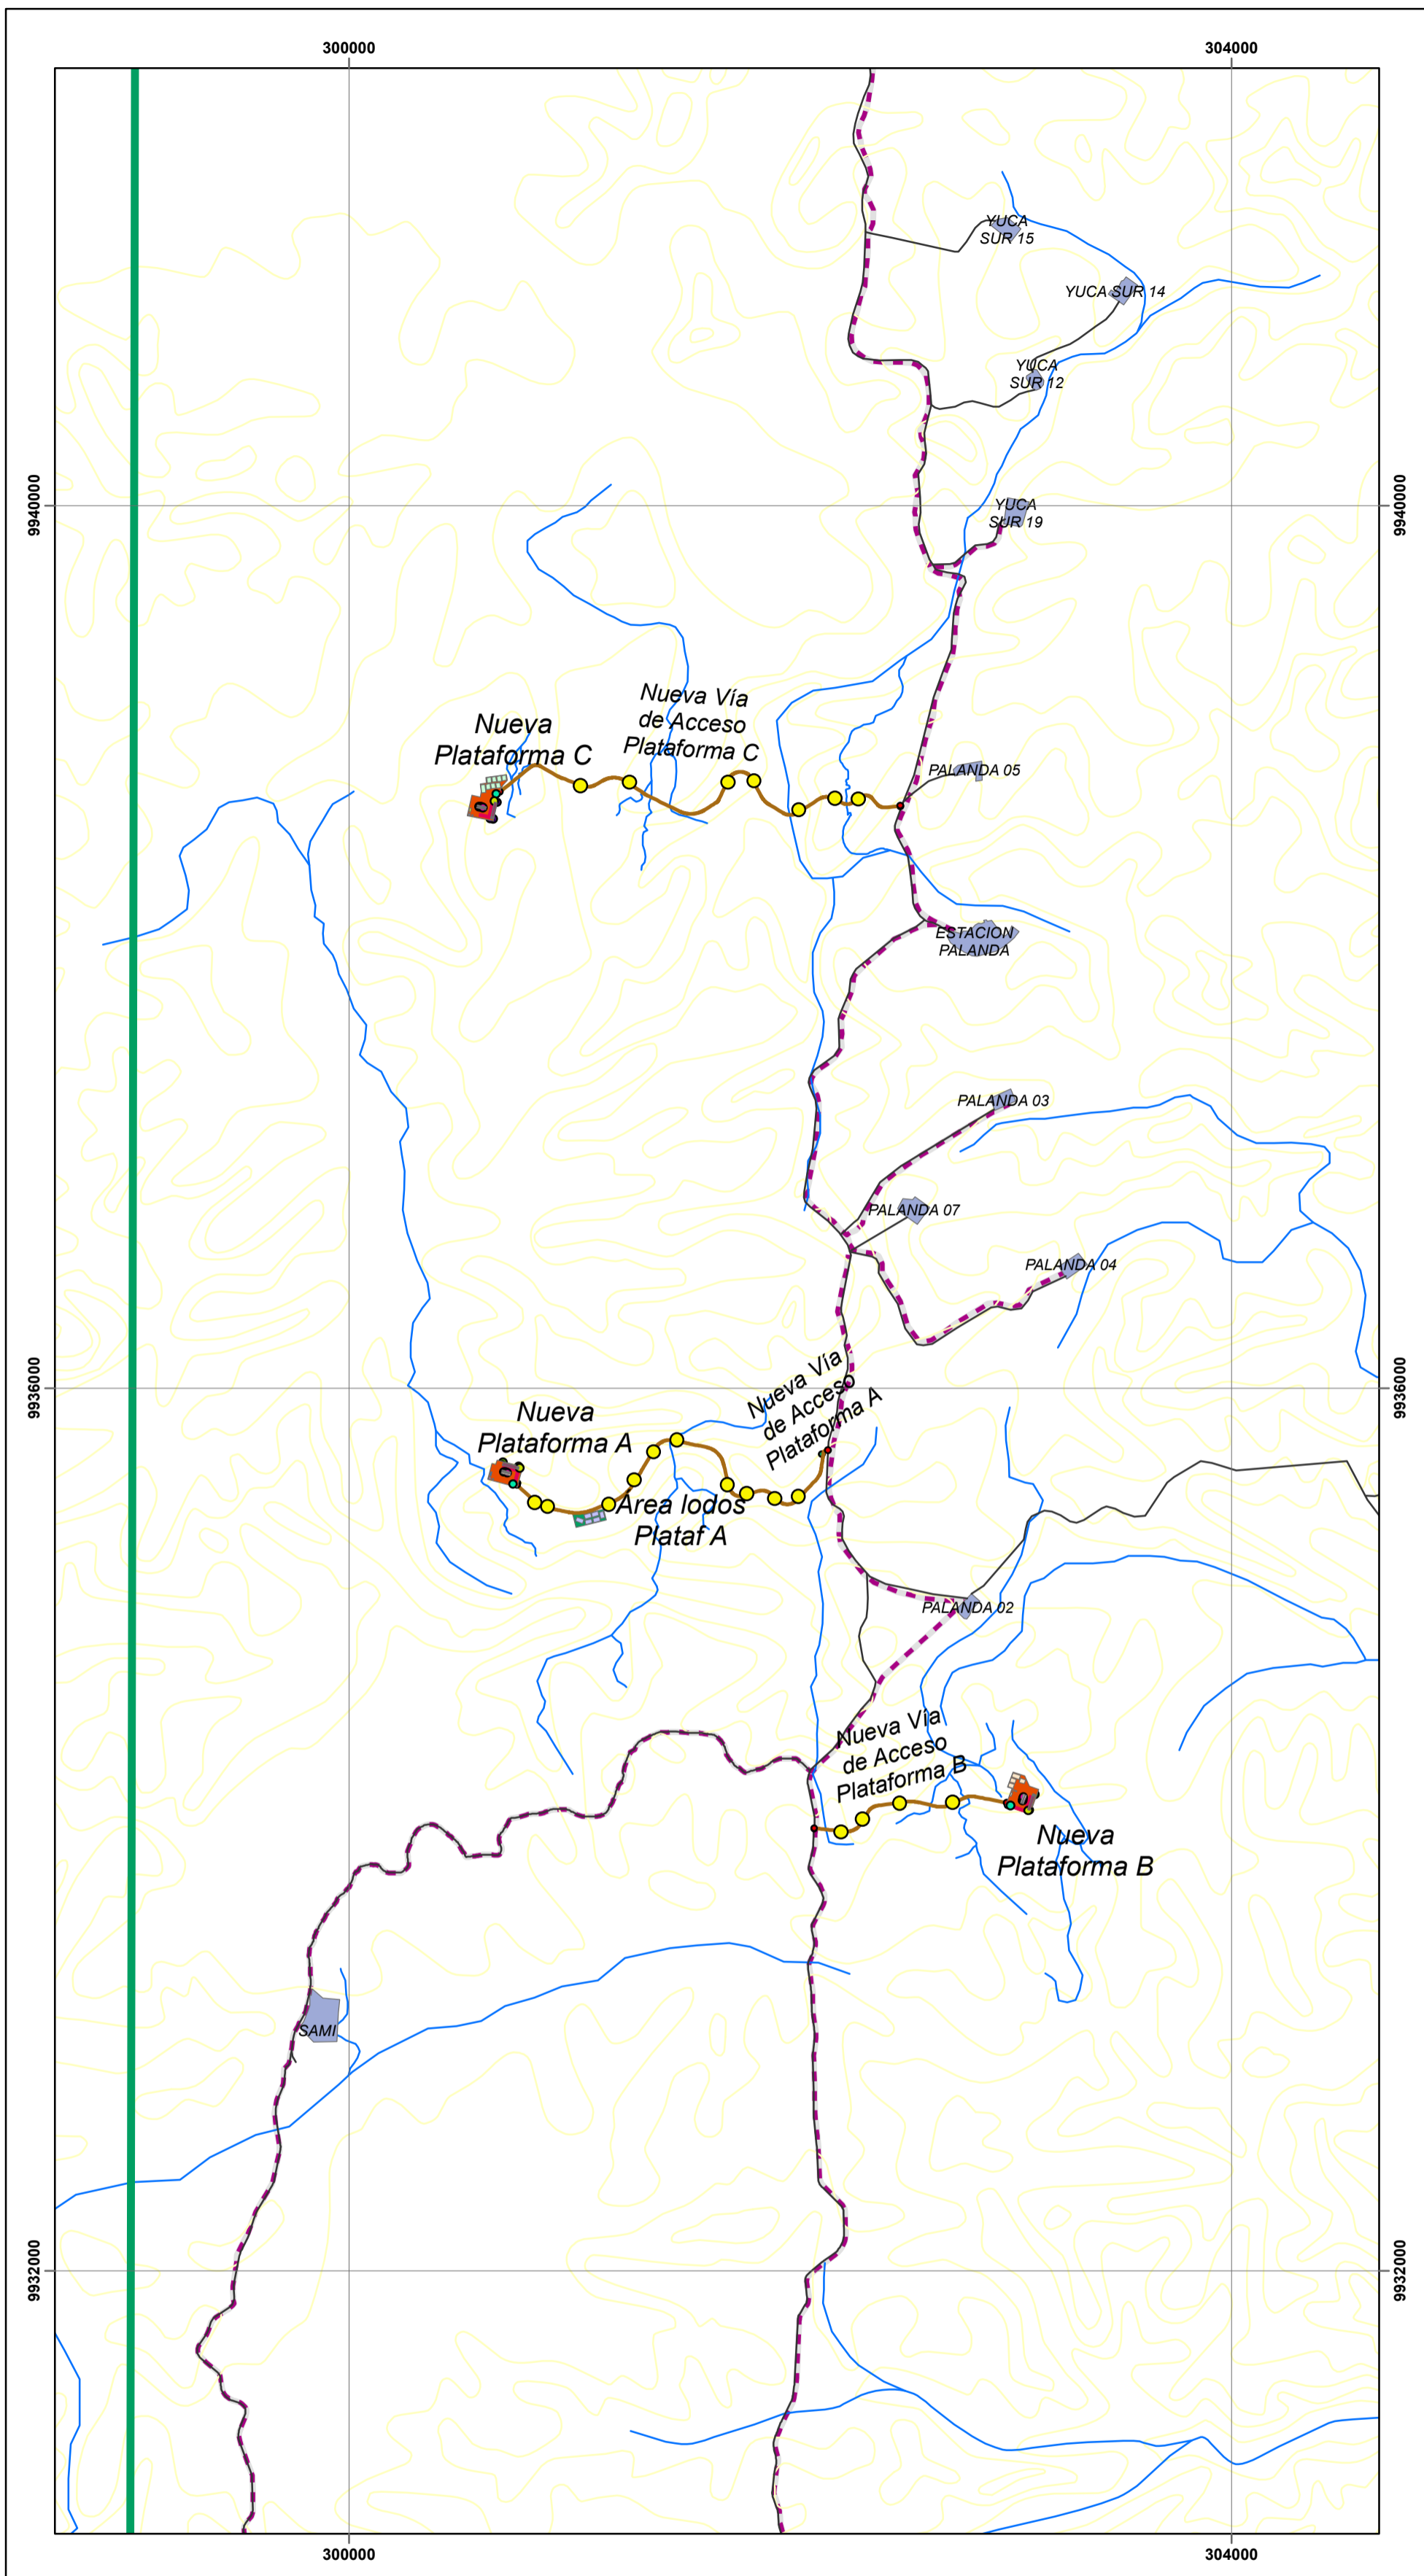 300000
304000
YUCA
SUR 15
YUCA SUR 14
YUCA
SUR 12
9940000
9940000
YUCA
SUR 19
Nueva Vía
de Acceso
Plataforma C
Nueva
Plataforma C
PALANDA 05
ESTACION
PALANDA
PALANDA 03
PALANDA 07
PALANDA 04
9936000
9936000
Nueva Vía
de Acceso
Plataforma A
Nueva
Plataforma A
Area lodos
Plataf A
PALANDA 02
Nueva Vía
de Acceso
Plataforma B
Nueva
Plataforma B
SAMI
9932000
9932000
300000
304000